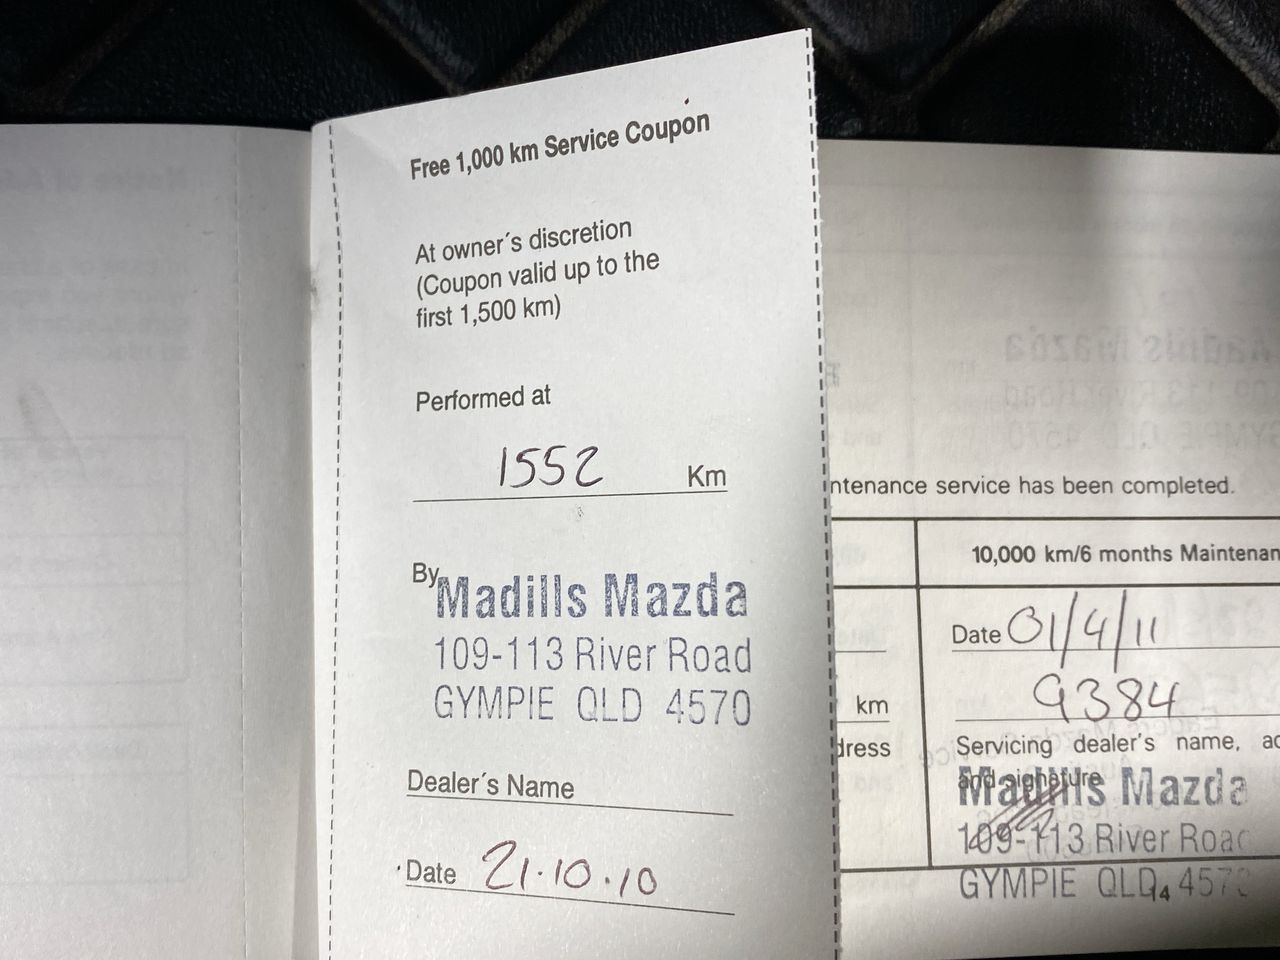 Free 1,000 km Service Coupon
At owner's discretion
(Coupon valid up to the
first 1,500 km)
Performed at
1552 Km
By Madills Mazda
109-113 River Road
GYMPIE QLD 4570
Dealer's Name
Date 21.10.10
ntenance service has been completed.
10,000 km/6 months Maintenan
Date 01/4/11
km
9384
dress
Servicing dealer's name, ad
and signature
Madills Mazda
109-113 River Road
GYMPIE QLD 4570
14